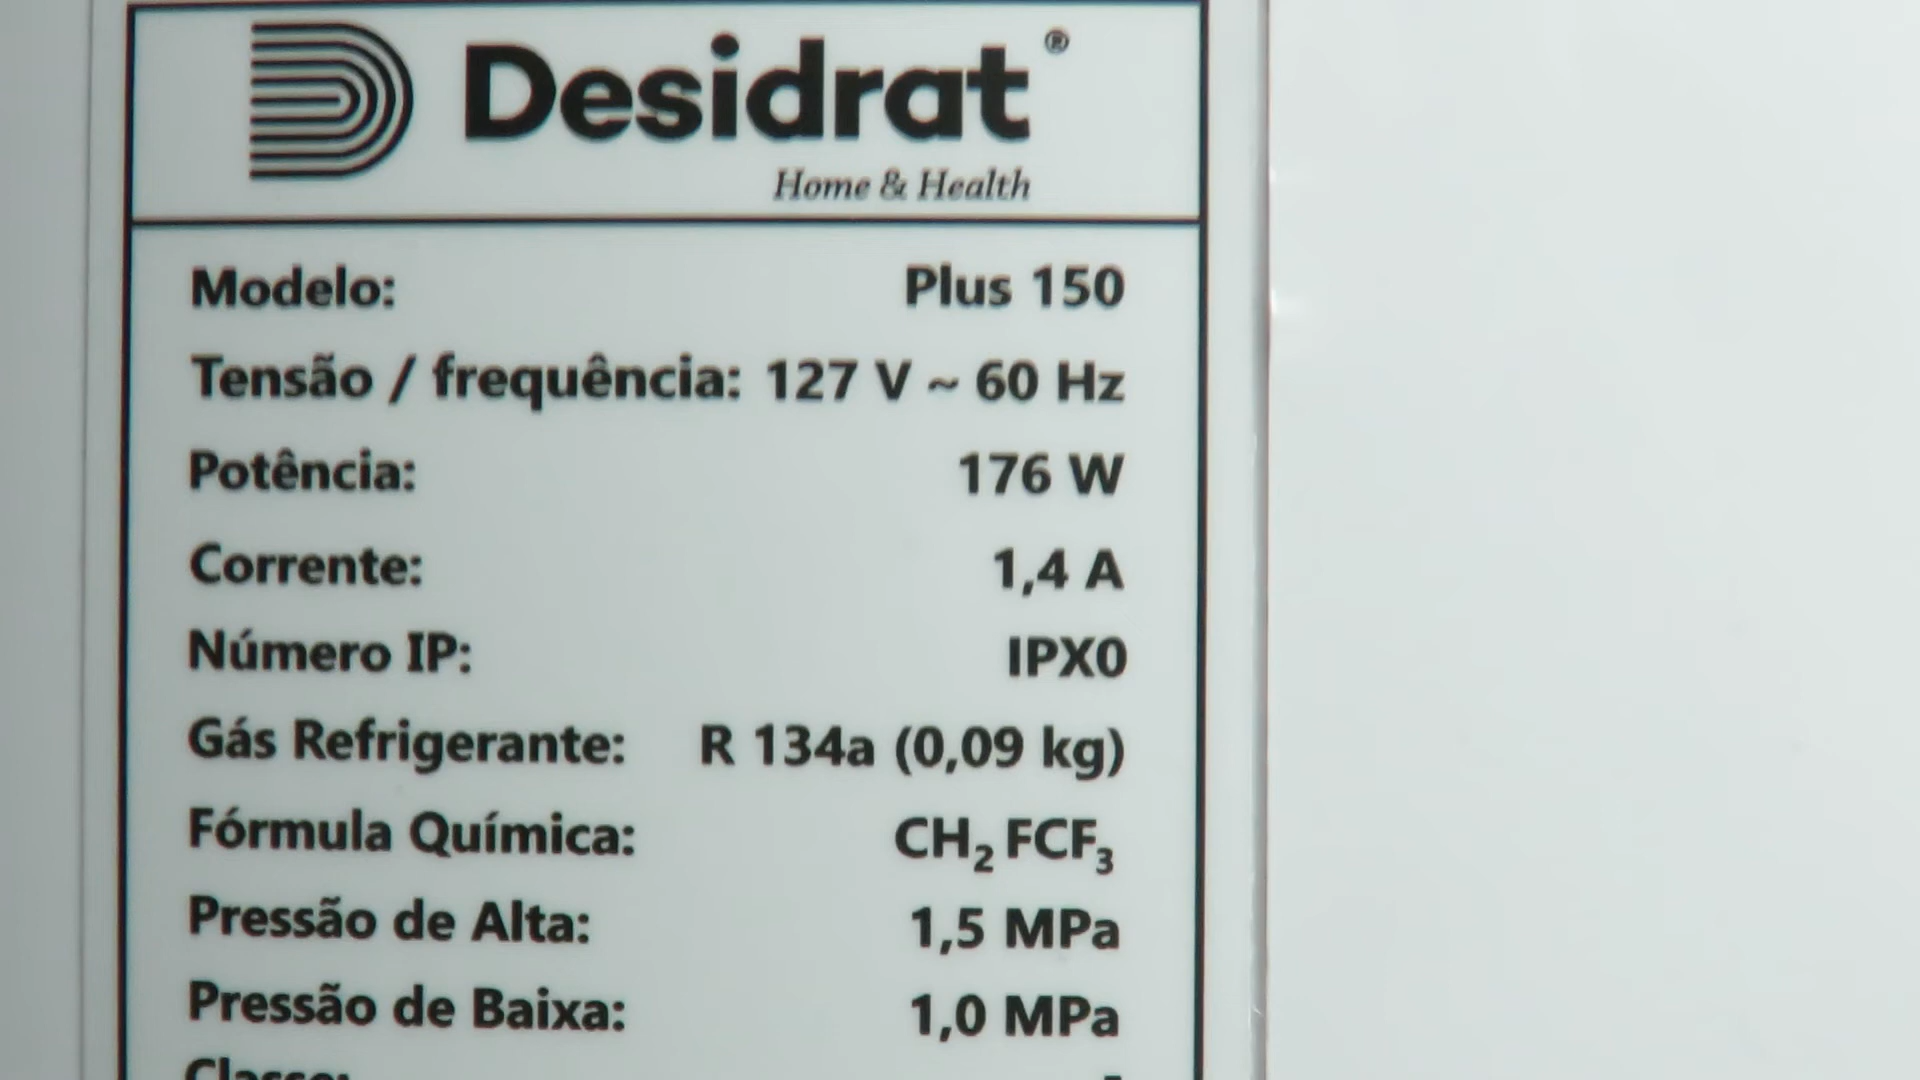 Desidrat ®
Home & Health
Modelo: Plus 150
Tensão / frequência: 127 V ~ 60 Hz
Potência: 176 W
Corrente: 1,4 A
Número IP: IPX0
Gás Refrigerante: R 134a (0,09 kg)
Fórmula Química: CH₂ FCF₃
Pressão de Alta: 1,5 MPa
Pressão de Baixa: 1,0 MPa
Classe: